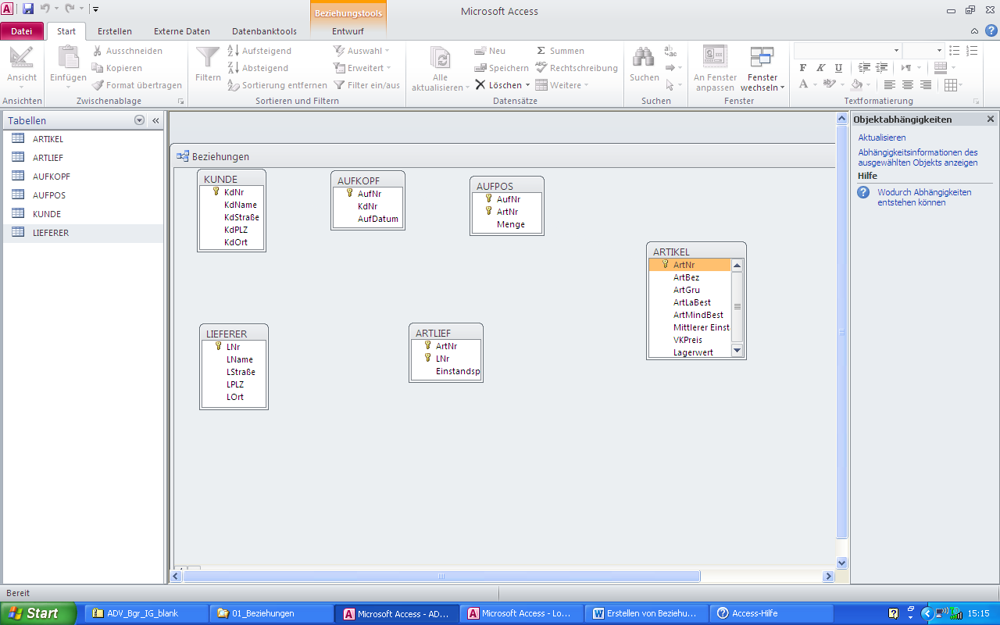 Beziehungstools
Microsoft Access
Datei
Start
Erstellen
Externe Daten
Datenbanktools
Entwurf
Ansicht
Ansichten
Einfügen
Ausschneiden
Kopieren
Format übertragen
Zwischenablage
Filtern
Aufsteigend
Absteigend
Sortierung entfernen
Auswahl
Erweitert
Filter ein/aus
Sortieren und Filtern
Alle
aktualisieren
Neu
Speichern
Löschen
Summen
Rechtschreibung
Weitere
Datensätze
Suchen
ab
ac
Suchen
An Fenster
anpassen
Fenster
wechseln
Fenster
F K U
A
ab
Textformatierung
Tabellen
ARTIKEL
ARTLIEF
AUFKOPF
AUFPOS
KUNDE
LIEFERER
Beziehungen
KUNDE
KdNr
KdName
KdStraße
KdPLZ
KdOrt
AUFKOPF
AufNr
KdNr
AufDatum
AUFPOS
AufNr
ArtNr
Menge
ARTIKEL
ArtNr
ArtBez
ArtGru
ArtLaBest
ArtMindBest
Mittlerer Einst
VKPreis
Lagerwert
LIEFERER
LNr
LName
LStraße
LPLZ
LOrt
ARTLIEF
ArtNr
LNr
Einstandsp
Objektabhängigkeiten
Aktualisieren
Abhängigkeitsinformationen des
ausgewählten Objekts anzeigen
Hilfe
Wodurch Abhängigkeiten
entstehen können
Bereit
Start
ADV_Bgr_IG_blank
01_Beziehungen
Microsoft Access - AD...
Microsoft Access - Lo...
Erstellen von Beziehu...
Access-Hilfe
15:15